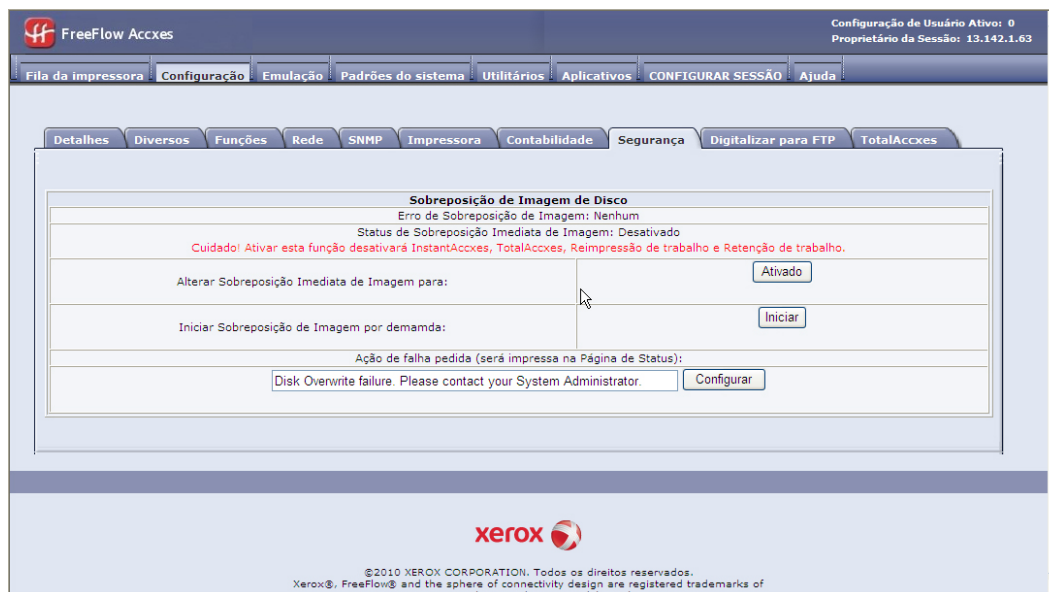 FreeFlow Accxes
Configuração de Usuário Ativo: 0
Proprietário da Sessão: 13.142.1.63
Fila da impressora Configuração Emulação Padrões do sistema Utilitários Aplicativos CONFIGURAR SESSÃO Ajuda
Detalhes Diversos Funções Rede SNMP Impressora Contabilidade Segurança Digitalizar para FTP TotalAccxes
Sobreposição de Imagem de Disco
Erro de Sobreposição de Imagem: Nenhum
Status de Sobreposição Imediata de Imagem: Desativado
Cuidado! Ativar esta função desativará InstantAccxes, TotalAccxes, Reimpressão de trabalho e Retenção de trabalho.
Alterar Sobreposição Imediata de Imagem para: Ativado
Iniciar Sobreposição de Imagem por demamda: Iniciar
Ação de falha pedida (será impressa na Página de Status):
Disk Overwrite failure. Please contact your System Administrator. Configurar
xerox
©2010 XEROX CORPORATION. Todos os direitos reservados.
Xerox®, FreeFlow® and the sphere of connectivity design are registered trademarks of